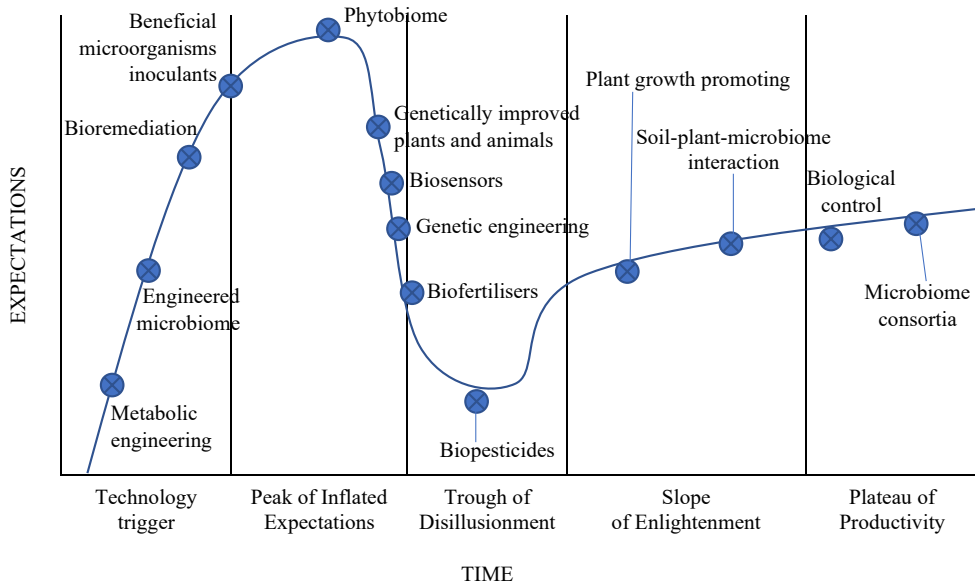 Beneficial
microorganisms
inoculants
Phytobiome
Bioremediation
Genetically improved
plants and animals
Biosensors
Genetic engineering
Biofertilisers
Engineered
microbiome
Metabolic
engineering
Biopesticides
Plant growth promoting
Soil-plant-microbiome
interaction
Biological
control
Microbiome
consortia
EXPECTATIONS
Technology
trigger
Peak of Inflated
Expectations
Trough of
Disillusionment
Slope
of Enlightenment
Plateau of
Productivity
TIME